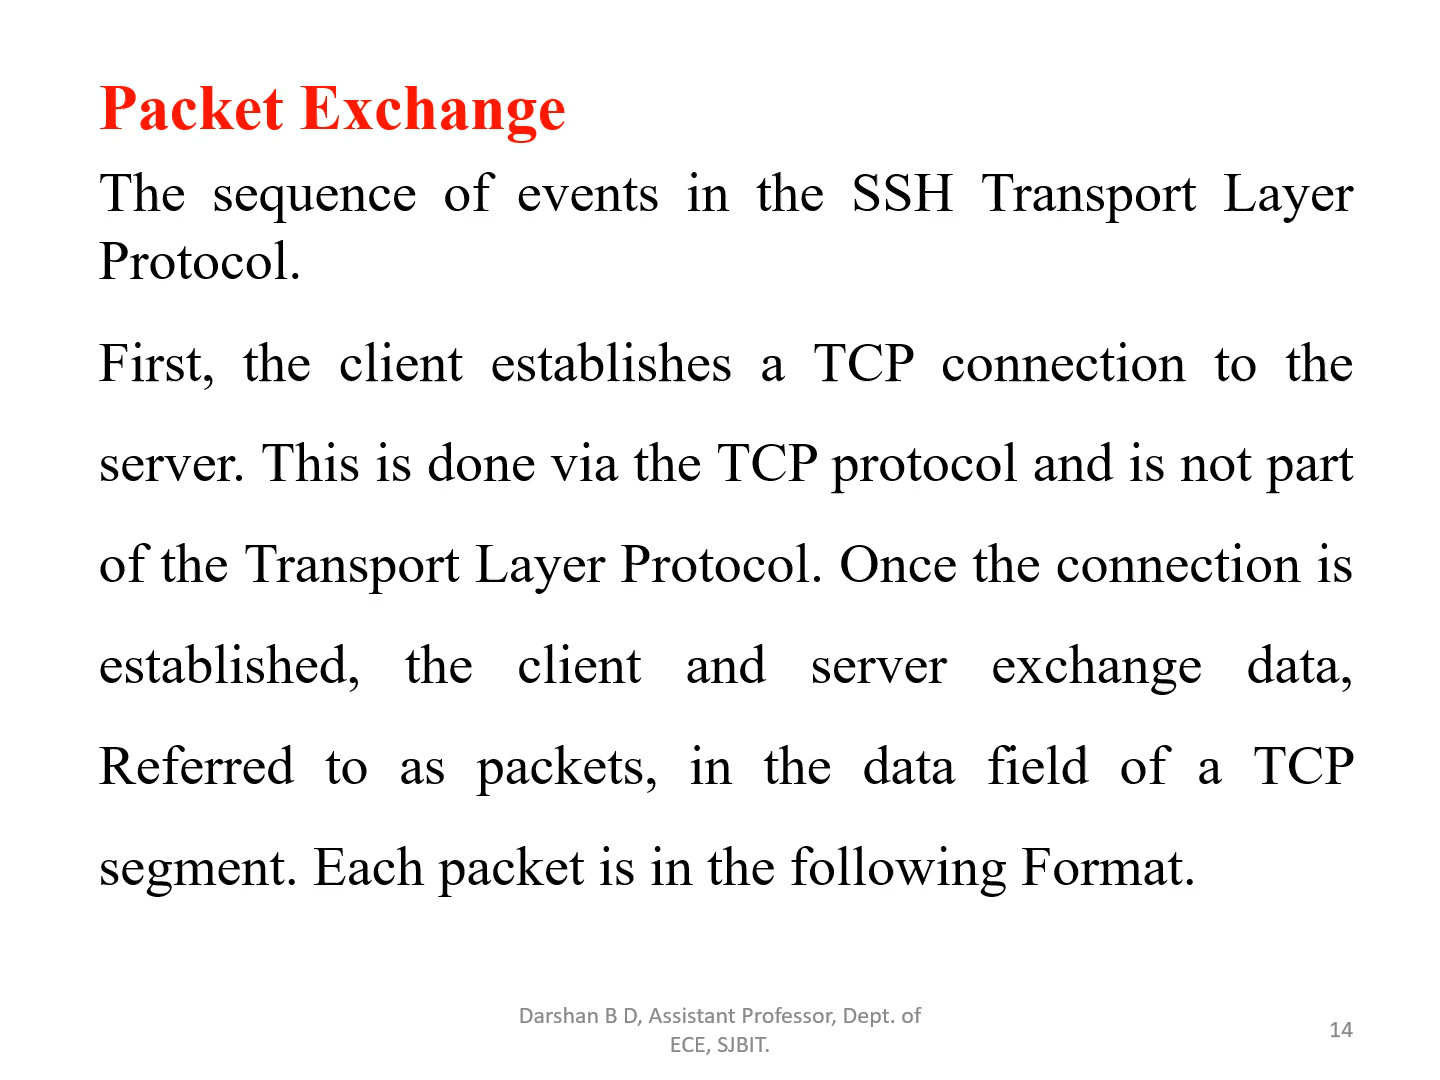 Packet Exchange
The sequence of events in the SSH Transport Layer
Protocol.
First, the client establishes a TCP connection to the
server. This is done via the TCP protocol and is not part
of the Transport Layer Protocol. Once the connection is
established, the client and server exchange data,
Referred to as packets, in the data field of a TCP
segment. Each packet is in the following Format.
Darshan B D, Assistant Professor, Dept. of
ECE, SJBIT.
14